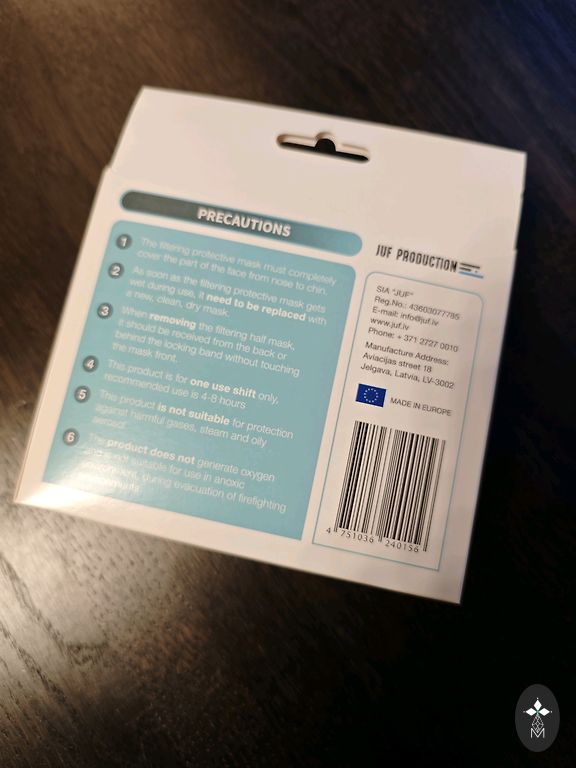 PRECAUTIONS
1 The filtering protective mask must completely
cover the part of the face from nose to chin.
2 As soon as the filtering protective mask gets
wet during use, it need to be replaced with
a new, clean, dry mask.
3 When removing the filtering half mask,
it should be received from the back or
behind the locking band without touching
the mask front.
4 This product is for one use shift only,
recommended use is 4-8 hours
5 This product is not suitable for protection
against harmful gases, steam and oily
aerosol
6 The product does not generate oxygen
and is not suitable for use in anoxic
environment, during evacuation of firefighting
JUF PRODUCTION
SIA "JUF"
Reg.No.: 43603077785
E-mail: info@juf.lv
www.juf.lv
Phone: + 371 2727 0010
Manufacture Address:
Aviacijas street 18
Jelgava, Latvia, LV-3002
MADE IN EUROPE
4 751036 240156
M